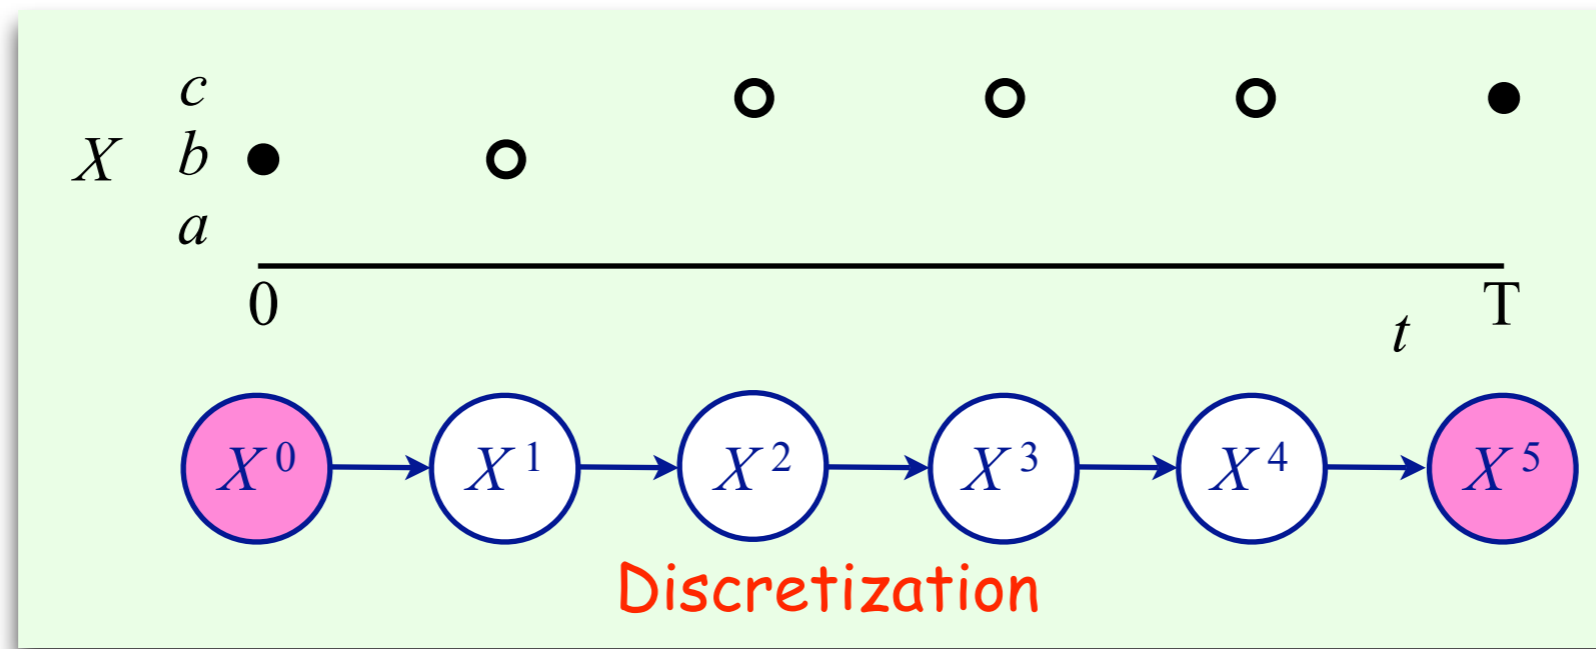 c
X b
a
0 T
t
X⁰ X¹ X² X³ X⁴ X⁵
Discretization